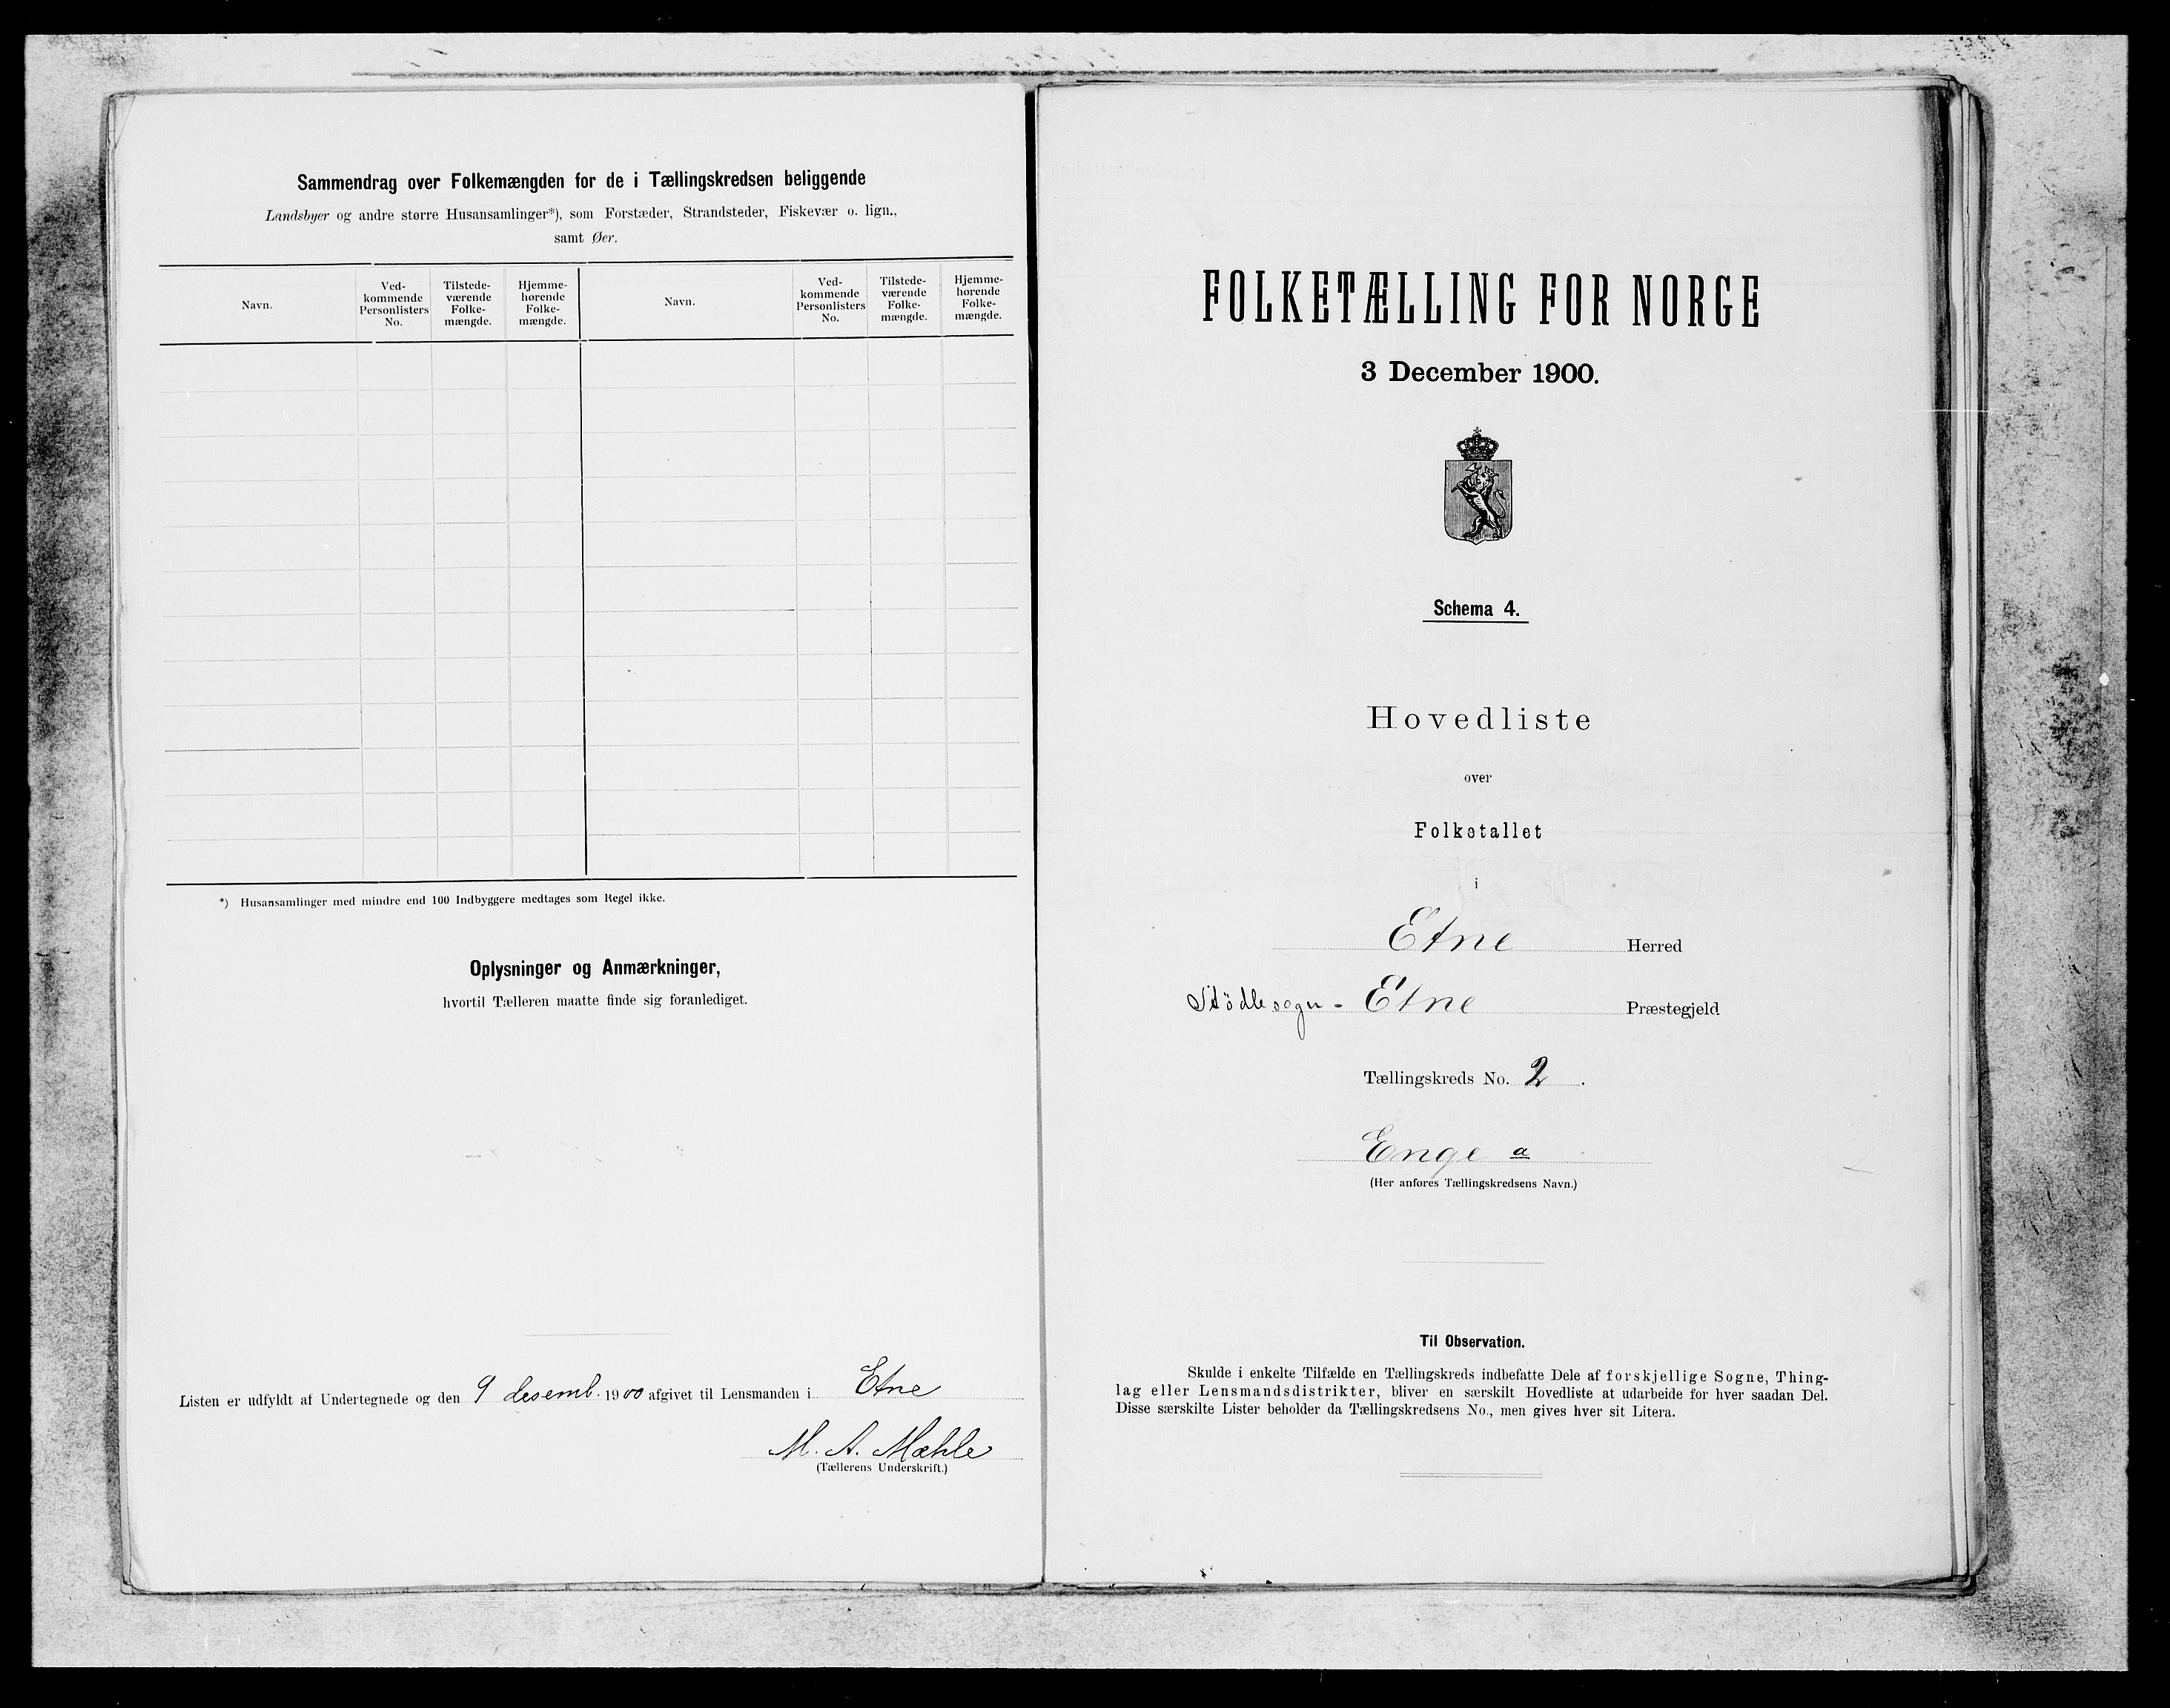 Sammendrag over Folkemængden for de i Tællingskredsen beliggende
Landsbyer og andre større Husansamlinger*), som Forstæder, Strandsteder, Fiskevær o. lign.,
samt Øer.
Navn.
Ved-
kommende
Personlisters
No.
Tilstede-
værende
Folke-
mængde.
Hjemme-
hørende
Folke-
mængde.
Navn.
Ved-
kommende
Personlisters
No.
Tilstede-
værende
Folke-
mængde.
Hjemme-
hørende
Folke-
mængde.
*) Husansamlinger med mindre end 100 Indbyggere medtages som Regel ikke.
Oplysninger og Anmærkninger,
hvortil Tælleren maatte finde sig foranlediget.
Listen er udfyldt af Undertegnede og den 9 desemb. 1900 afgivet til Lensmanden i Etne
M. A. Mæhle
(Tællerens Underskrift.)
FOLKETÆLLING FOR NORGE
3 December 1900.
Schema 4.
Hovedliste
over
Folketallet
i
Etne Herred
Stødle sogn - Etne Præstegjeld
Tællingskreds No. 2.
Enge a
(Her anføres Tællingskredsens Navn.)
Til Observation.
Skulde i enkelte Tilfælde en Tællingskreds indbefatte Dele af forskjellige Sogne, Thing-
lag eller Lensmandsdistrikter, bliver en særskilt Hovedliste at udarbeide for hver saadan Del.
Disse særskilte Lister beholder da Tællingskredsens No., men gives hver sit Litera.